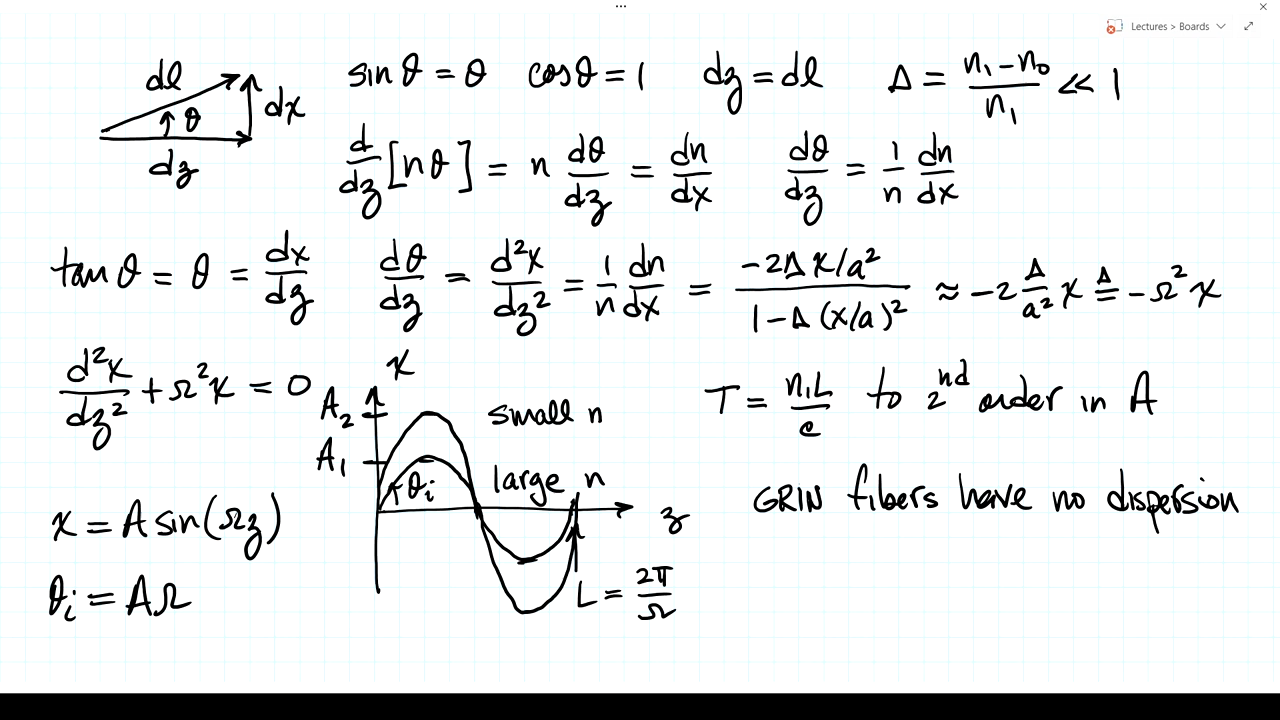 ...
Lectures > Boards
dl
θ
dx
dz
sin θ = θ cos θ = 1 dz = dl Δ = (n₁ - n₀)/n₁ ≪ 1
d/dz [nθ] = n dθ/dz = dn/dx dθ/dz = 1/n dn/dx
tan θ = θ = dx/dz dθ/dz = d²x/dz² = 1/n dn/dx = (-2Δ x/a²)/(1 - Δ (x/a)²) ≈ -2 Δ/a² x ≜ -Ω² x
d²x/dz² + Ω² x = 0
x
A₂
small n
A₁
θᵢ
large n
z
L = 2π/Ω
T = n₁L/c to 2ⁿᵈ order in A
GRIN fibers have no dispersion
x = A sin(Ωz)
θᵢ = AΩ